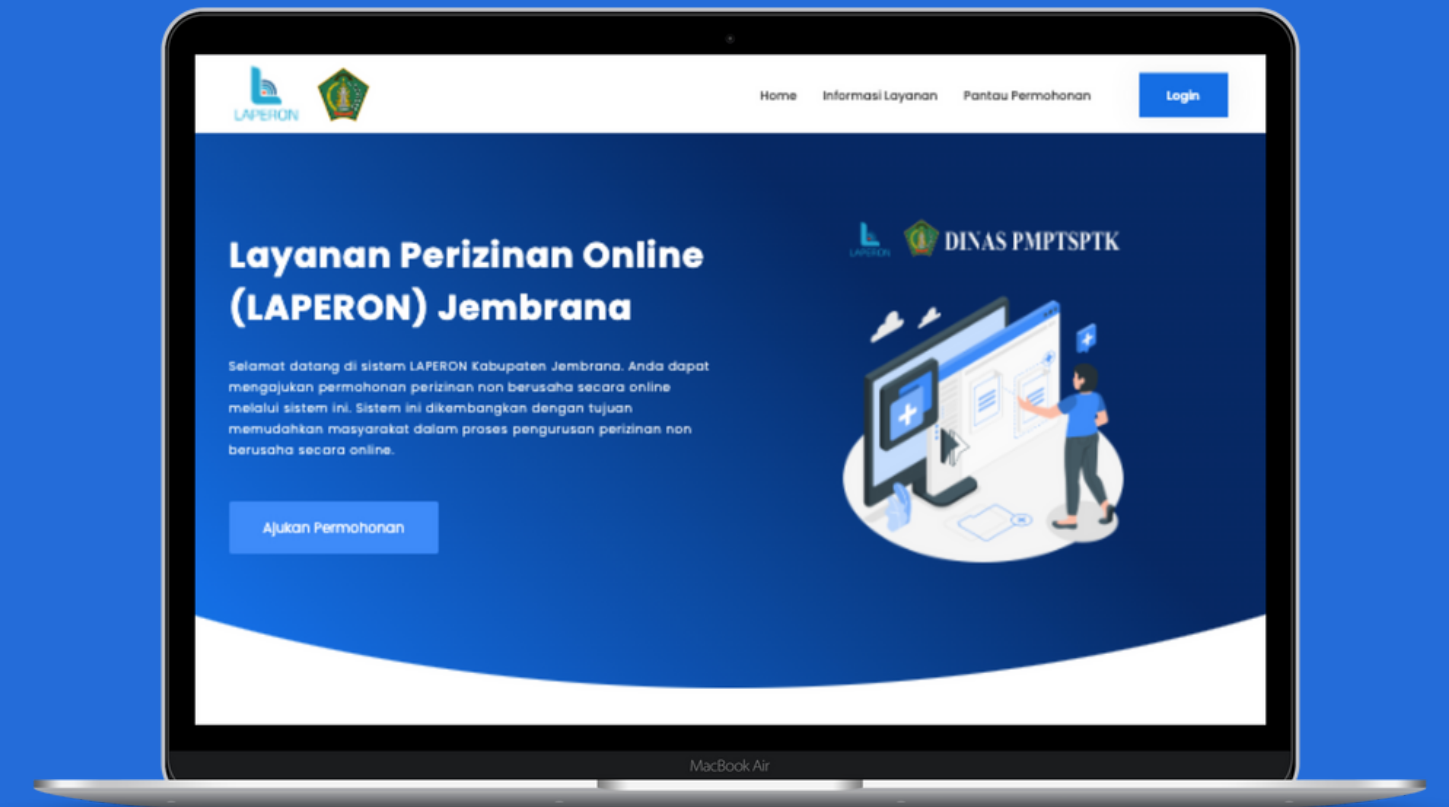 LAPERON
Home Informasi Layanan Pantau Permohonan Login
Layanan Perizinan Online
(LAPERON) Jembrana
Selamat datang di sistem LAPERON Kabupaten Jembrana. Anda dapat
mengajukan permohonan perizinan non berusaha secara online
melalui sistem ini. Sistem ini dikembangkan dengan tujuan
memudahkan masyarakat dalam proses pengurusan perizinan non
berusaha secara online.
Ajukan Permohonan
LAPERON
DINAS PMPTSPTK
MacBook Air